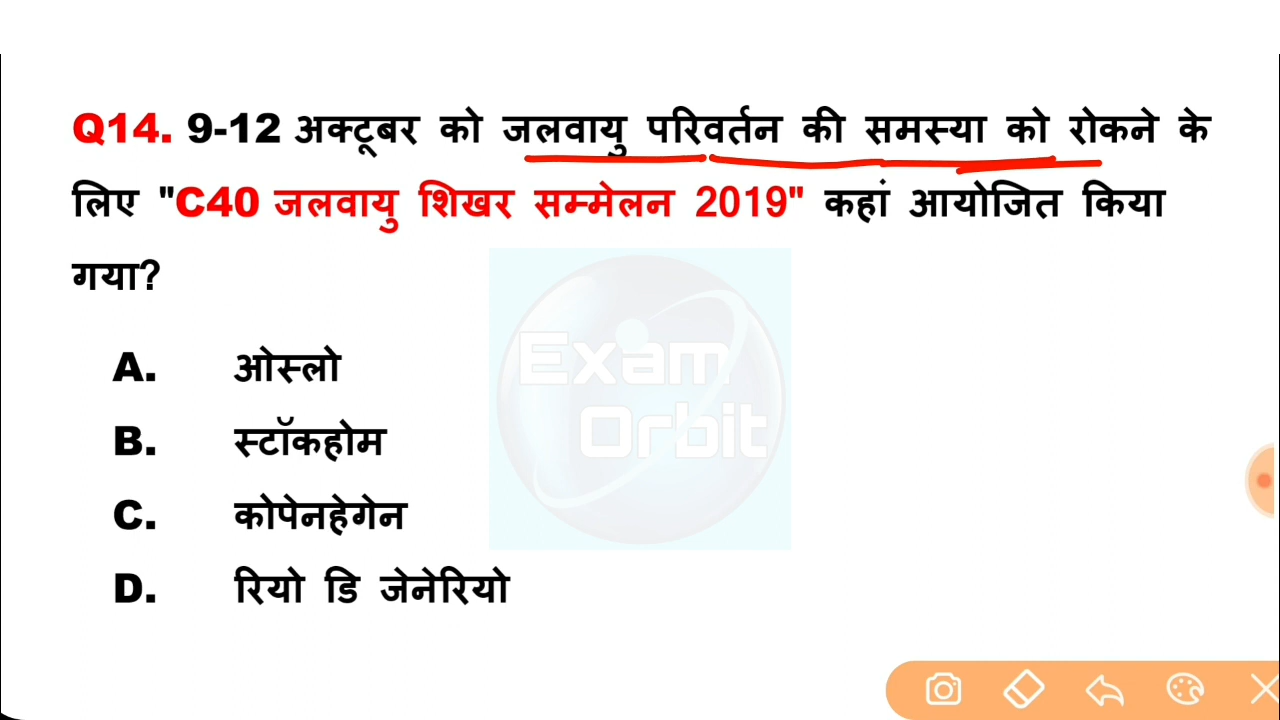 Q14. 9-12 अक्टूबर को जलवायु परिवर्तन की समस्या को रोकने के
लिए "C40 जलवायु शिखर सम्मेलन 2019" कहां आयोजित किया
गया?
Exam
Orbit
A. ओस्लो
B. स्टॉकहोम
C. कोपेनहेगेन
D. रियो डि जेनेरियो